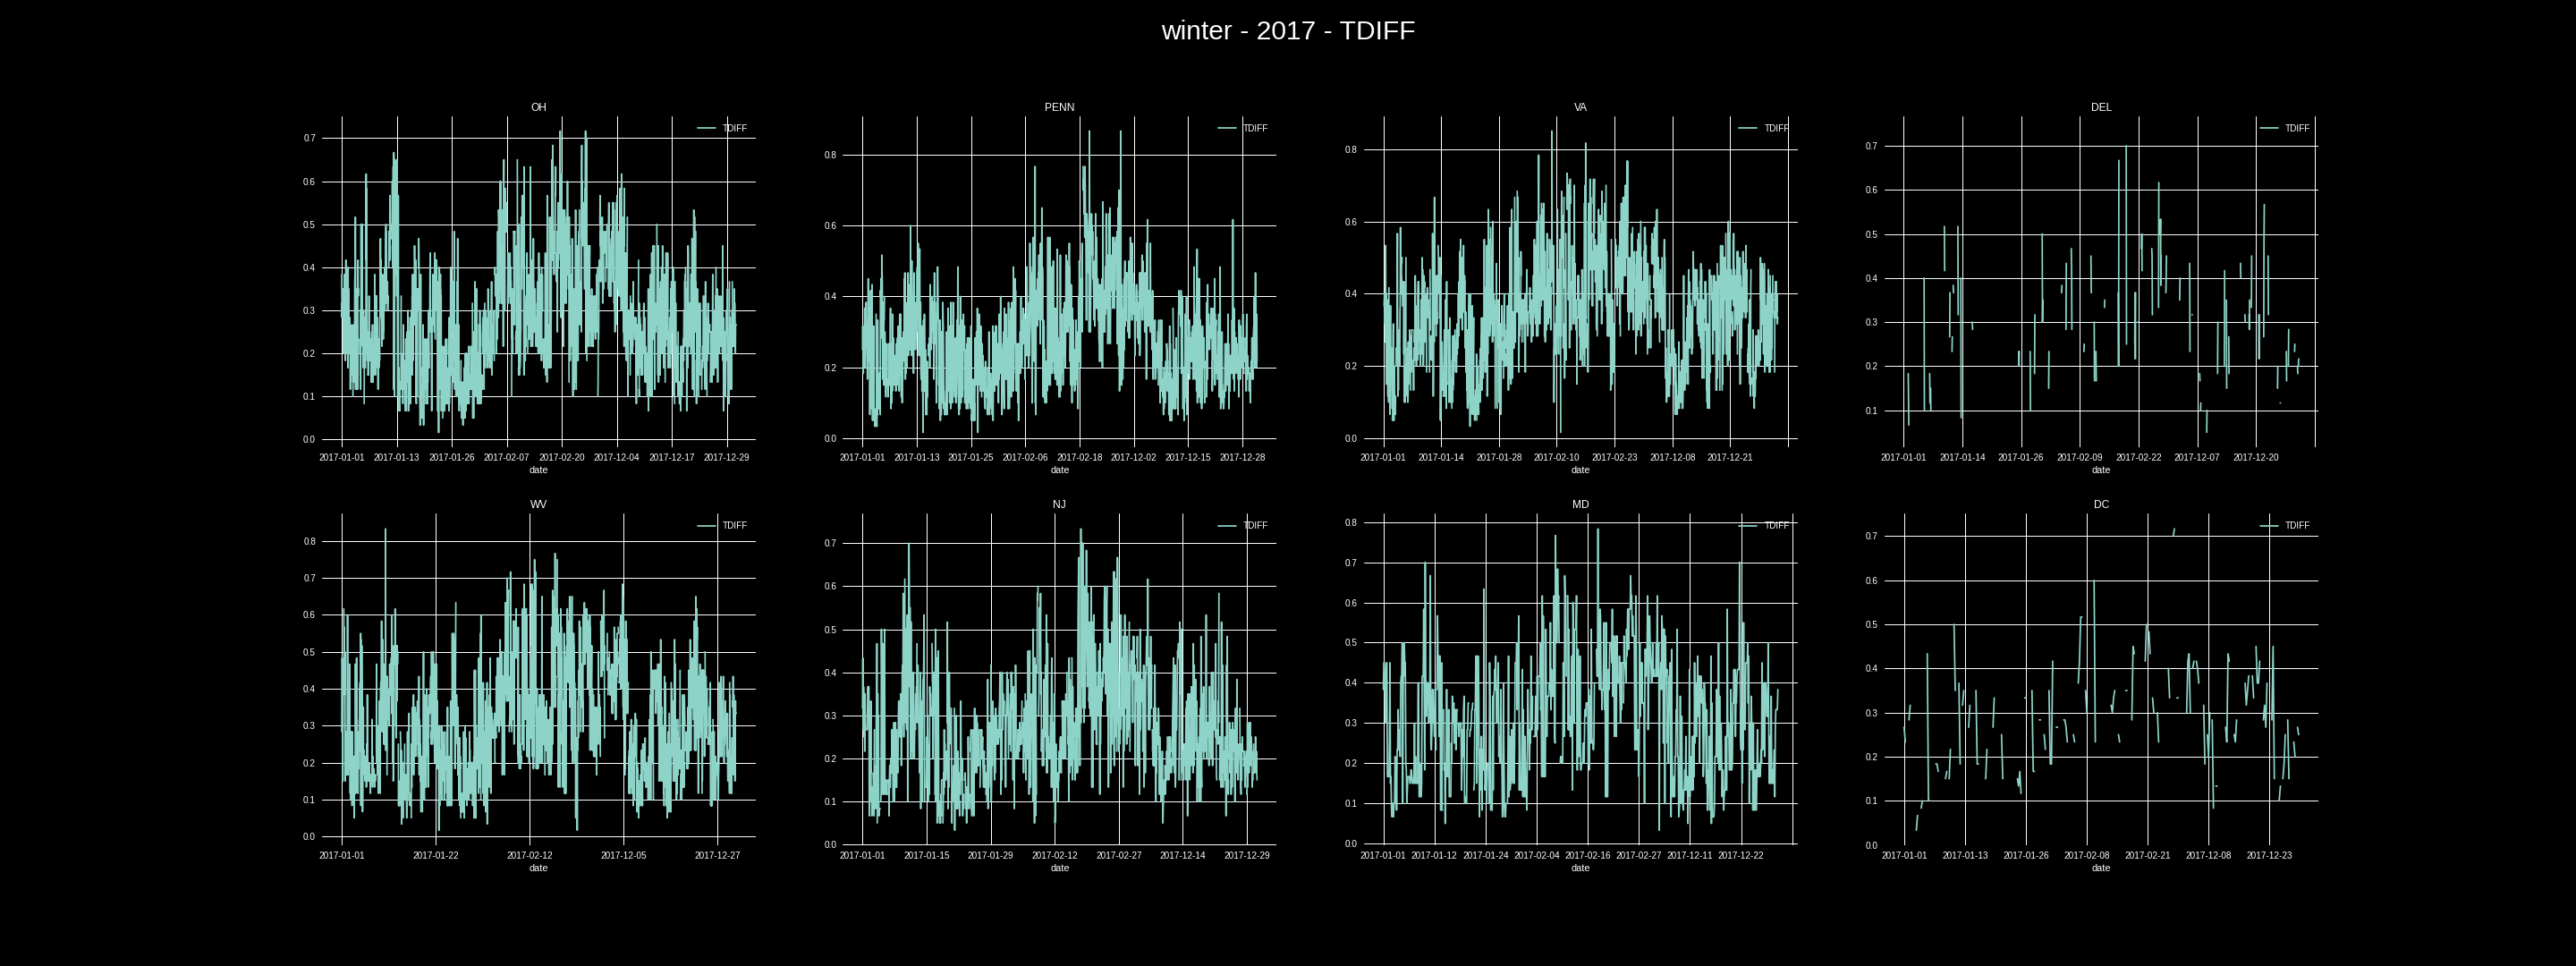 winter - 2017 - TDIFF
OH
TDIFF
0.7
0.6
0.5
0.4
0.3
0.2
0.1
0.0
2017-01-01 2017-01-13 2017-01-26 2017-02-07 2017-02-20 2017-12-04 2017-12-17 2017-12-29
date
PENN
TDIFF
0.8
0.6
0.4
0.2
0.0
2017-01-01 2017-01-13 2017-01-25 2017-02-06 2017-02-18 2017-12-02 2017-12-15 2017-12-28
date
VA
TDIFF
0.8
0.6
0.4
0.2
0.0
2017-01-01 2017-01-14 2017-01-28 2017-02-10 2017-02-23 2017-12-08 2017-12-21
date
DEL
TDIFF
0.7
0.6
0.5
0.4
0.3
0.2
0.1
2017-01-01 2017-01-14 2017-01-26 2017-02-09 2017-02-22 2017-12-07 2017-12-20
date
WV
TDIFF
0.8
0.7
0.6
0.5
0.4
0.3
0.2
0.1
0.0
2017-01-01 2017-01-22 2017-02-12 2017-12-05 2017-12-27
date
NJ
TDIFF
0.7
0.6
0.5
0.4
0.3
0.2
0.1
0.0
2017-01-01 2017-01-15 2017-01-29 2017-02-12 2017-02-27 2017-12-14 2017-12-29
date
MD
TDIFF
0.8
0.7
0.6
0.5
0.4
0.3
0.2
0.1
0.0
2017-01-01 2017-01-12 2017-01-24 2017-02-04 2017-02-16 2017-02-27 2017-12-11 2017-12-22
date
DC
TDIFF
0.7
0.6
0.5
0.4
0.3
0.2
0.1
0.0
2017-01-01 2017-01-13 2017-01-26 2017-02-08 2017-02-21 2017-12-08 2017-12-23
date